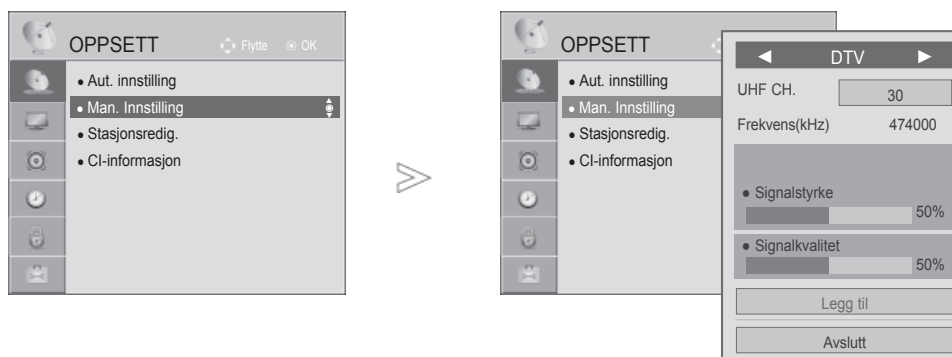 OPPSETT
Flytte OK
Aut. innstilling
Man. Innstilling
Stasjonsredig.
CI-informasjon
OPPSETT
Aut. innstilling
Man. Innstilling
Stasjonsredig.
CI-informasjon
◄ DTV ►
UHF CH. 30
Frekvens(kHz) 474000
Signalstyrke
50%
Signalkvalitet
50%
Legg til
Avslutt